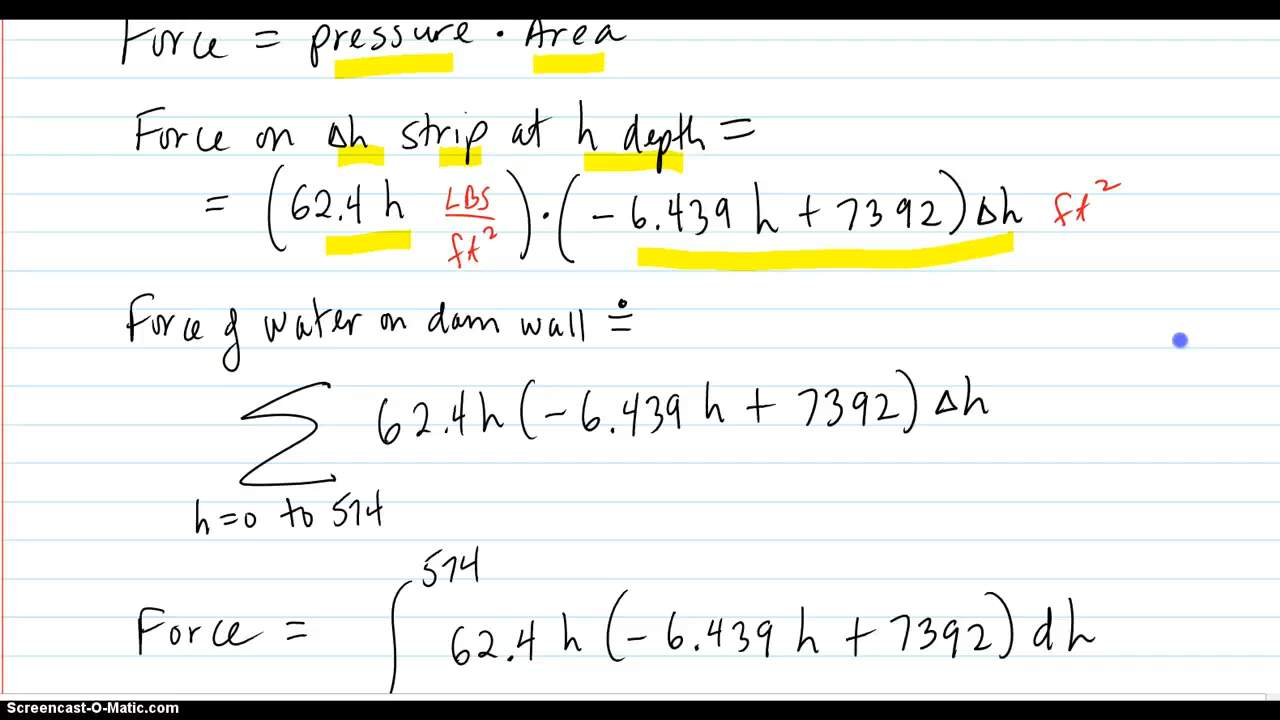 Force = pressure · Area
Force on Δh strip at h depth =
= (62.4 h LBS/ft²) · (-6.439 h + 7392) Δh ft²
Force of water on dam wall ≐
∑ 62.4h (-6.439 h + 7392) Δh
h=0 to 574
574
Force = ∫ 62.4 h (-6.439 h + 7392) dh
Screencast-O-Matic.com